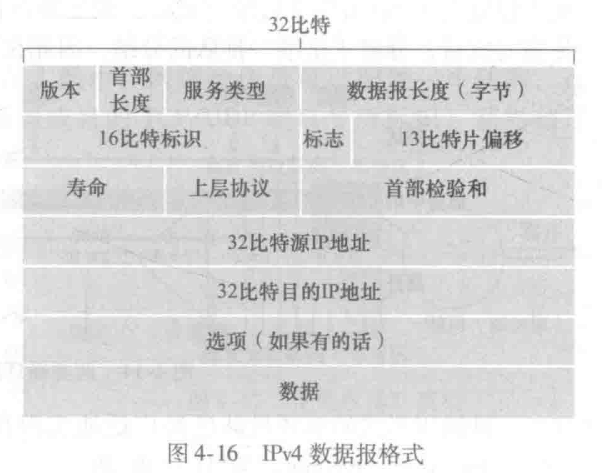 32比特
版本 首部长度 服务类型 数据报长度（字节）
16比特标识 标志 13比特片偏移
寿命 上层协议 首部检验和
32比特源IP地址
32比特目的IP地址
选项（如果有的话）
数据
图 4-16 IPv4 数据报格式